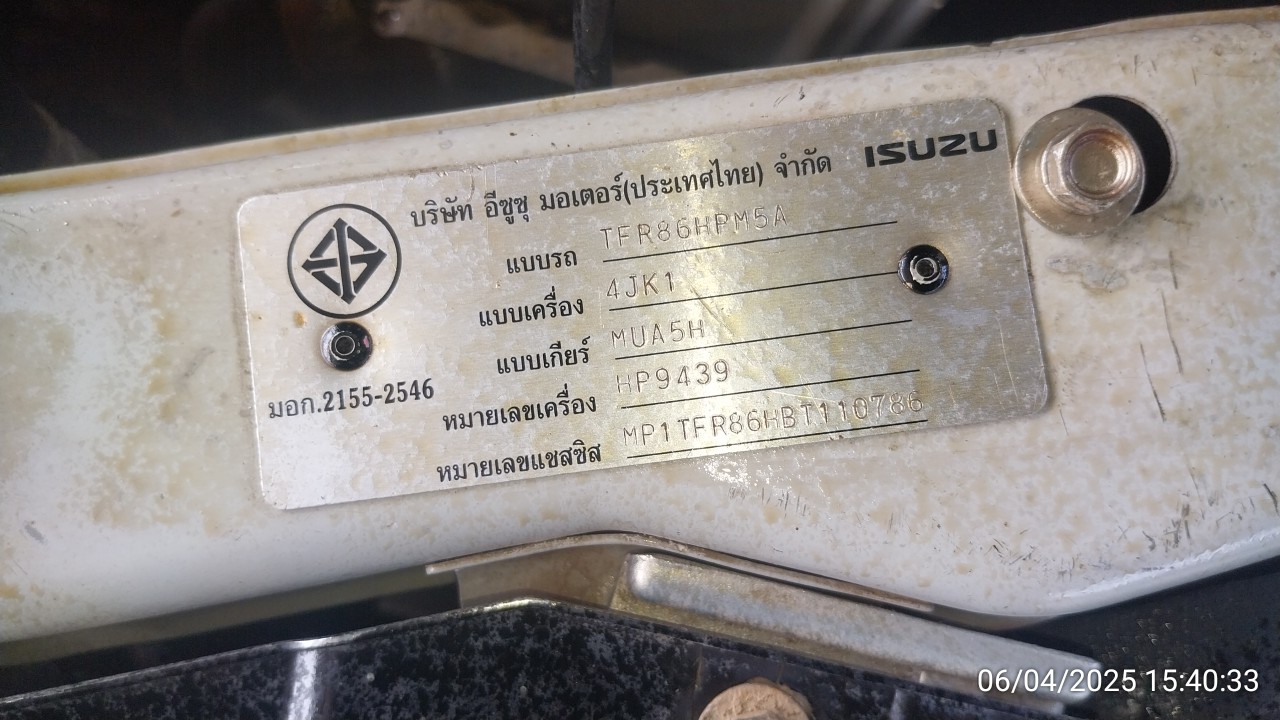 บริษัท อีซูซุ มอเตอร์(ประเทศไทย) จำกัด ISUZU
แบบรถ TFR86HPM5A
แบบเครื่อง 4JK1
แบบเกียร์ MUA5H
มอก.2155-2546
หมายเลขเครื่อง HP9439
หมายเลขแชสซิส MP1TFR86HBT110786
06/04/2025 15:40:33